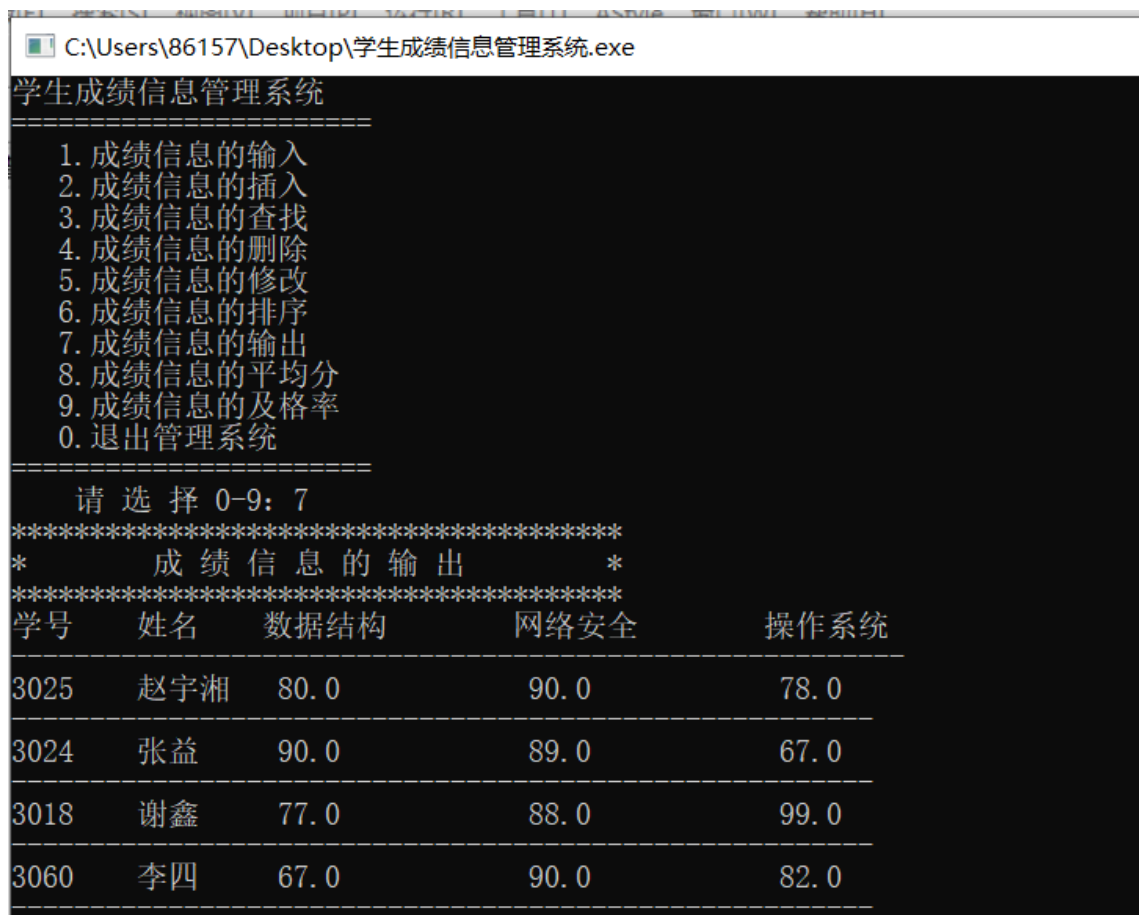 C:\Users\86157\Desktop\学生成绩信息管理系统.exe
学生成绩信息管理系统
=======================
1.成绩信息的输入
2.成绩信息的插入
3.成绩信息的查找
4.成绩信息的删除
5.成绩信息的修改
6.成绩信息的排序
7.成绩信息的输出
8.成绩信息的平均分
9.成绩信息的及格率
0.退出管理系统
=======================
请 选 择 0-9: 7
***************************************
* 成 绩 信 息 的 输 出 *
***************************************
学号 姓名 数据结构 网络安全 操作系统
---------------------------------------------------------
3025 赵宇湘 80.0 90.0 78.0
-------------------------------------------------------
3024 张益 90.0 89.0 67.0
-------------------------------------------------------
3018 谢鑫 77.0 88.0 99.0
-------------------------------------------------------
3060 李四 67.0 90.0 82.0
-------------------------------------------------------